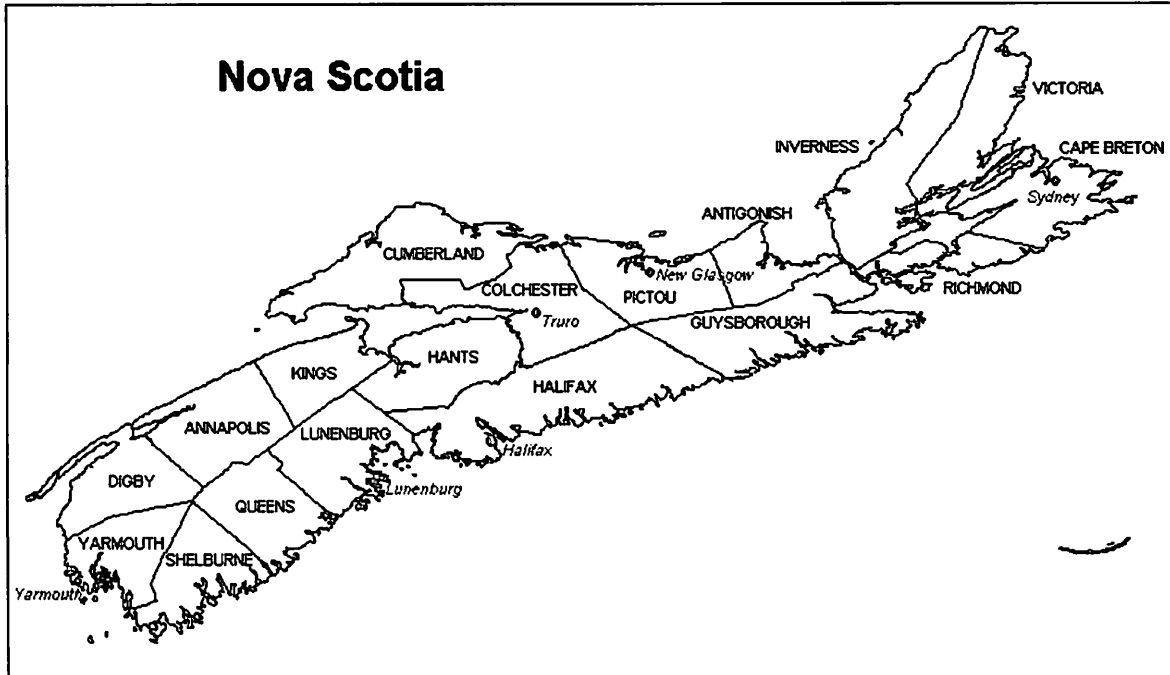 Nova Scotia
VICTORIA
INVERNESS
CAPE BRETON
Sydney
ANTIGONISH
CUMBERLAND
New Glasgow
COLCHESTER
PICTOU
RICHMOND
Truro
GUYSBOROUGH
HANTS
KINGS
HALIFAX
ANNAPOLIS
LUNENBURG
Halifax
DIGBY
Lunenburg
QUEENS
YARMOUTH
SHELBURNE
Yarmouth